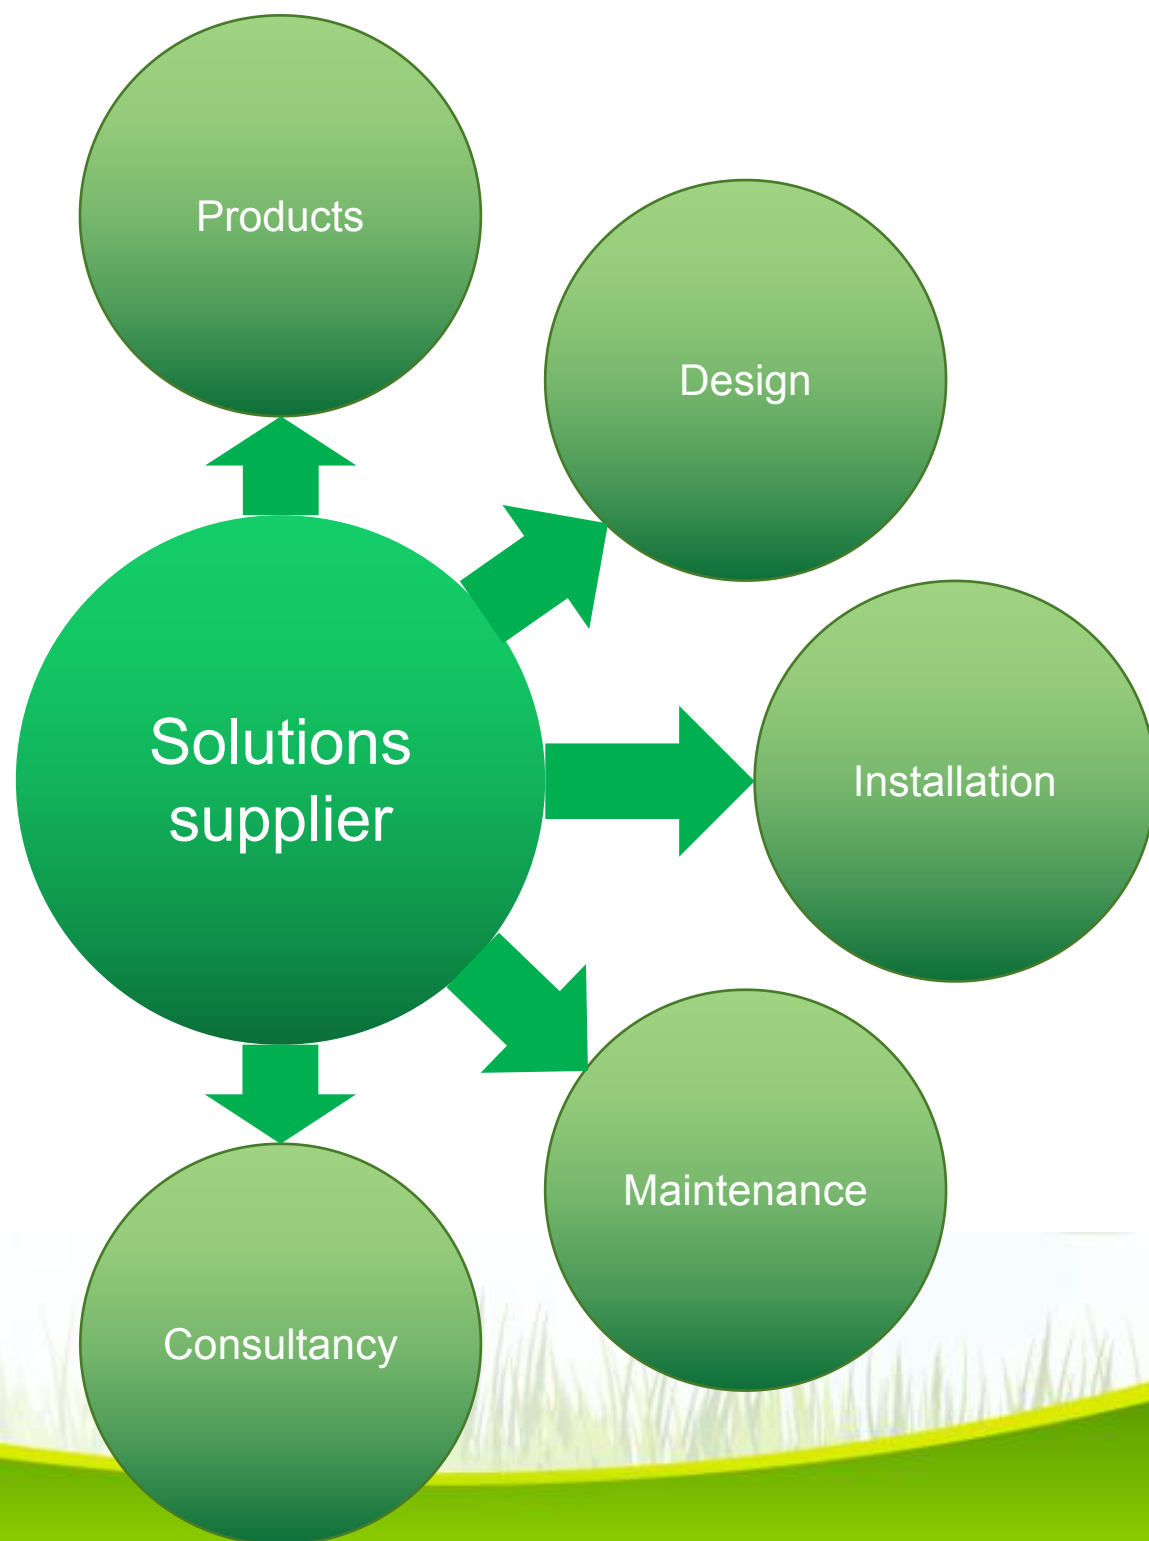 Products
Design
Solutions
supplier
Installation
Maintenance
Consultancy